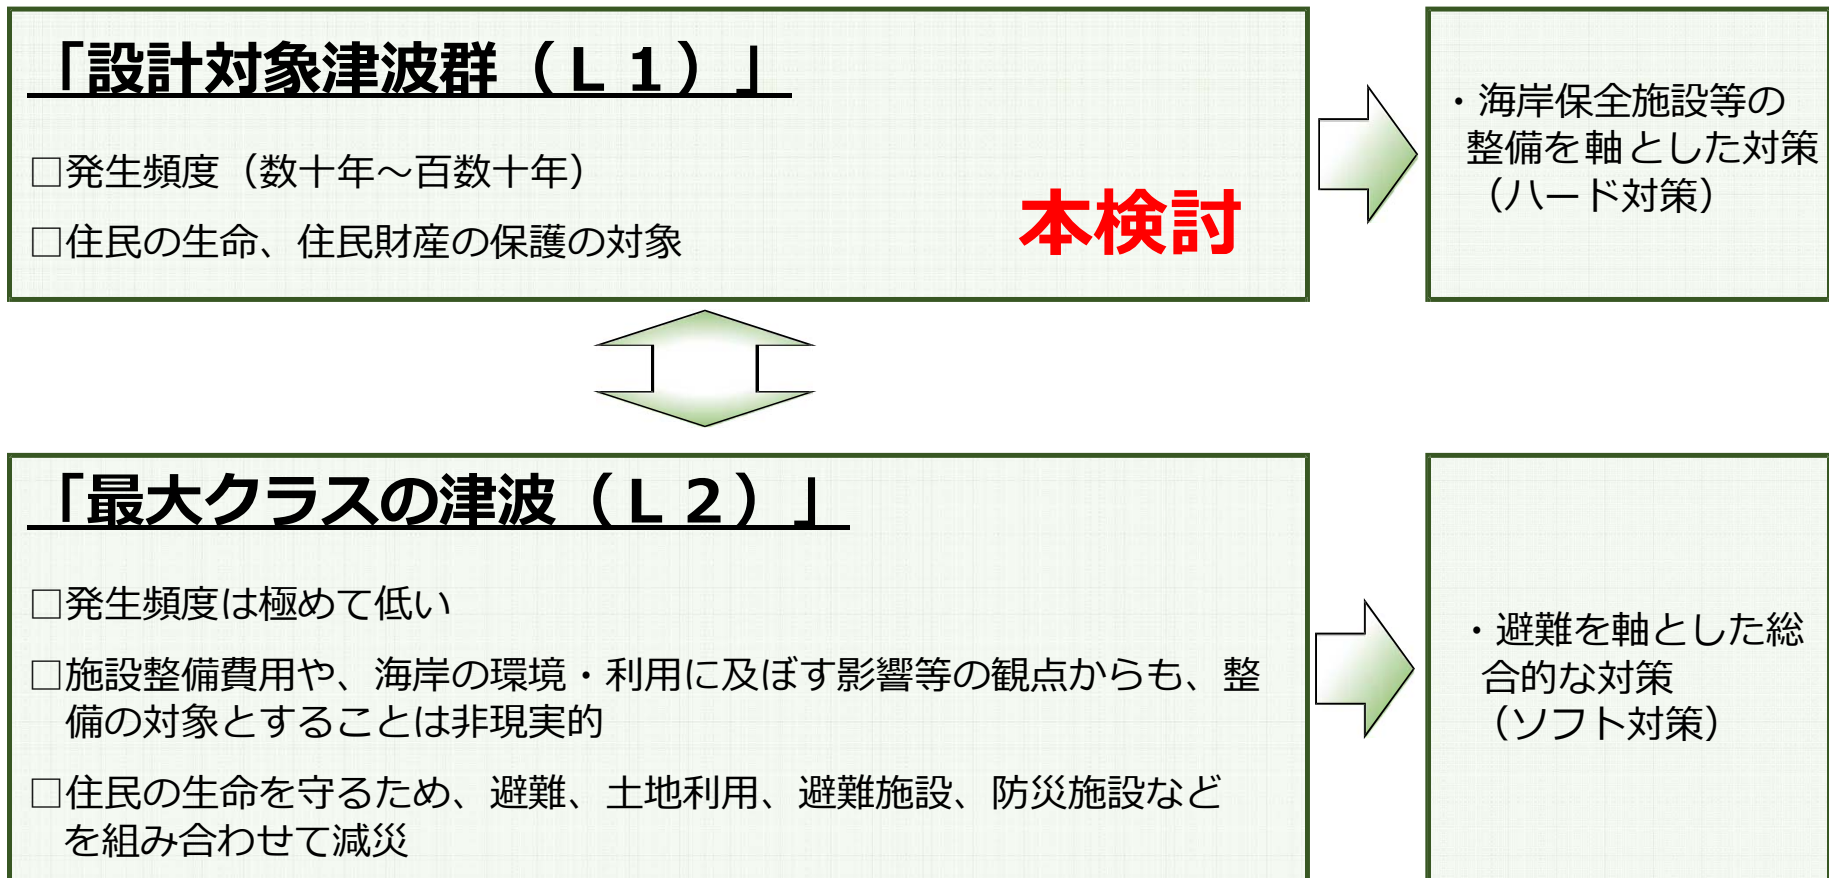 「設計対象津波群（Ｌ１）」
□発生頻度（数十年～百数十年）
□住民の生命、住民財産の保護の対象
本検討
・海岸保全施設等の
整備を軸とした対策
（ハード対策）
「最大クラスの津波（Ｌ２）」
□発生頻度は極めて低い
□施設整備費用や、海岸の環境・利用に及ぼす影響等の観点からも、整
備の対象とすることは非現実的
□住民の生命を守るため、避難、土地利用、避難施設、防災施設など
を組み合わせて減災
・避難を軸とした総
合的な対策
（ソフト対策）